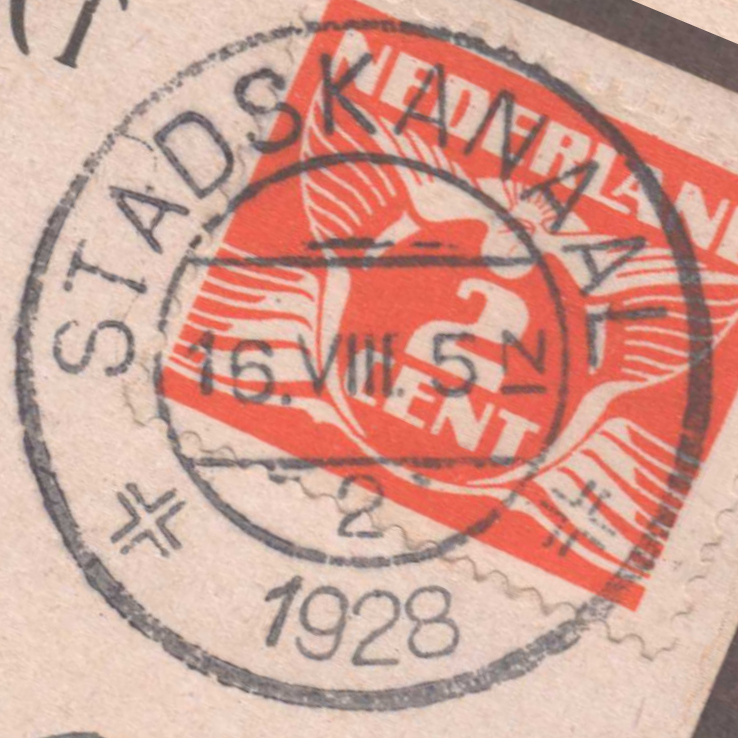 STADSKANAAL
16.VIII.5 N
2
1928
NEDERLAN
2
CENT